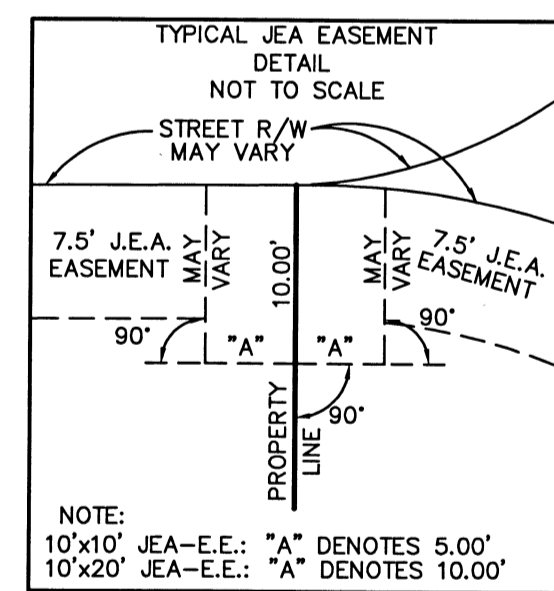 TYPICAL JEA EASEMENT
DETAIL
NOT TO SCALE
STREET R/W
MAY VARY
7.5' J.E.A.
EASEMENT
MAY
VARY
10.00'
MAY
VARY
7.5' J.E.A.
EASEMENT
90°
"A"
"A"
90°
PROPERTY
LINE
90°
NOTE:
10'x10' JEA-E.E.: "A" DENOTES 5.00'
10'x20' JEA-E.E.: "A" DENOTES 10.00'